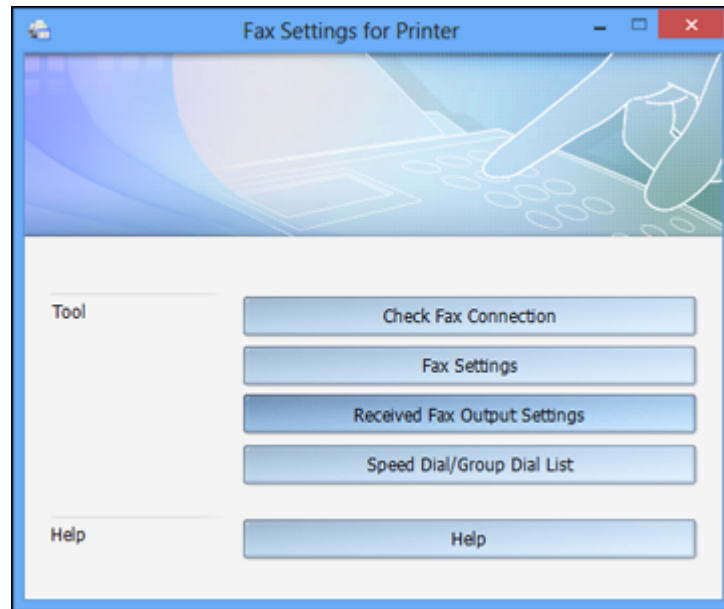 Fax Settings for Printer
Tool
Check Fax Connection
Fax Settings
Received Fax Output Settings
Speed Dial/Group Dial List
Help
Help